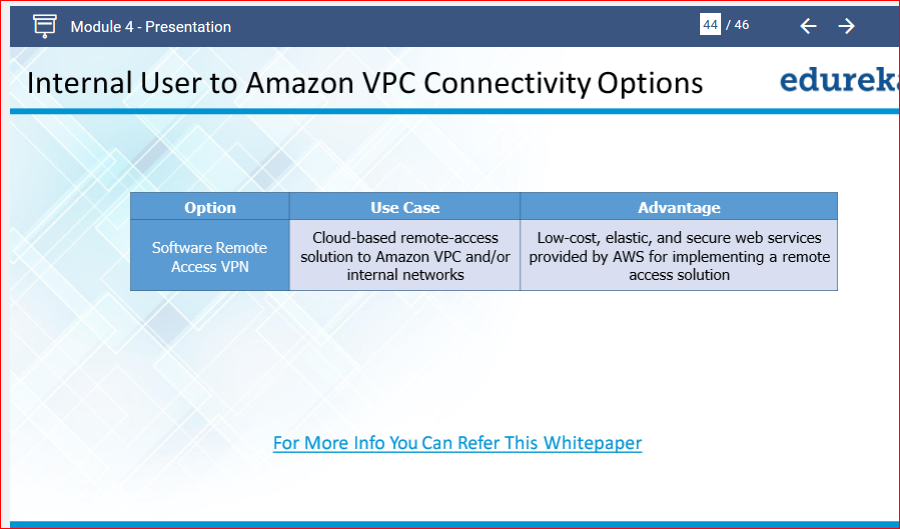 Module 4 - Presentation
44 / 46
Internal User to Amazon VPC Connectivity Options
edureka
Option
Use Case
Advantage
Software Remote
Access VPN
Cloud-based remote-access
solution to Amazon VPC and/or
internal networks
Low-cost, elastic, and secure web services
provided by AWS for implementing a remote
access solution
For More Info You Can Refer This Whitepaper